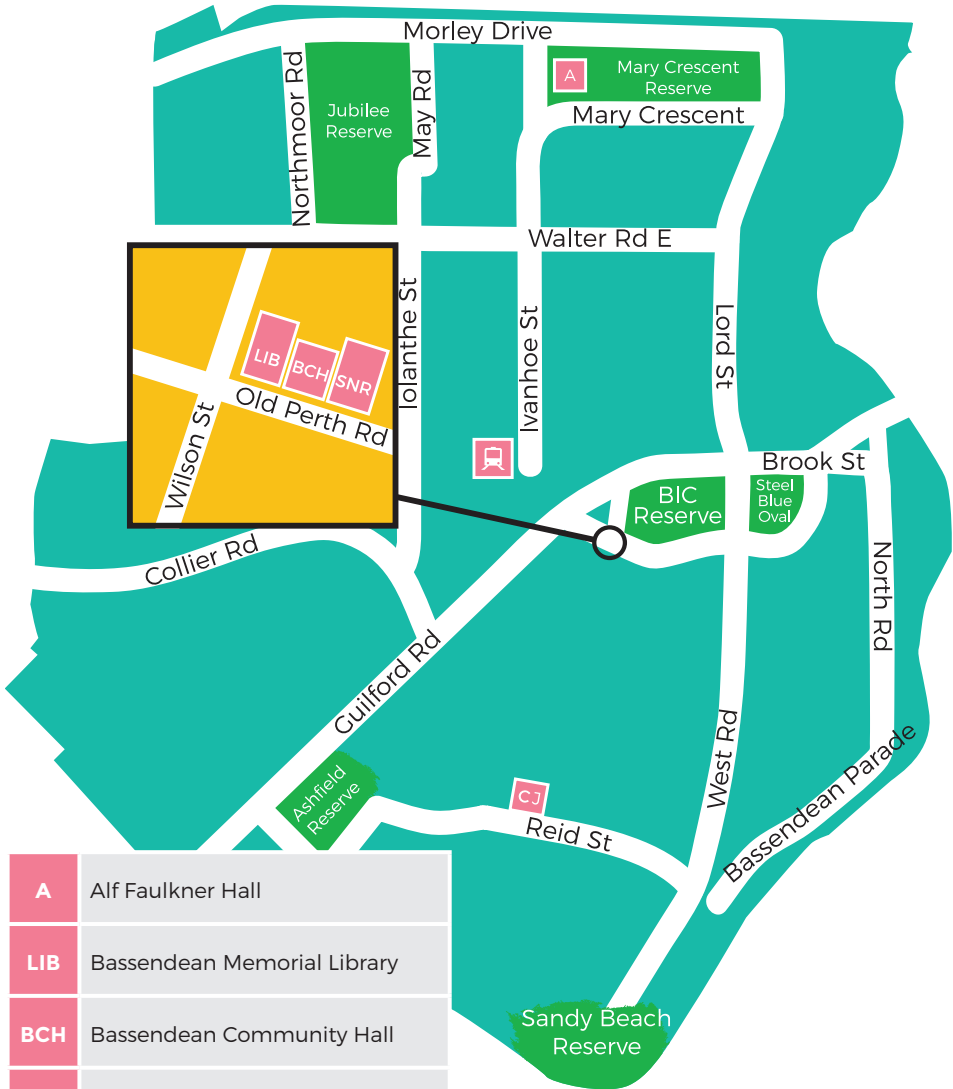 Morley Drive
Northmoor Rd
Jubilee
Reserve
May Rd
A
Mary Crescent
Reserve
Mary Crescent
Walter Rd E
Iolanthe St
Ivanhoe St
Lord St
LIB
BCH
SNR
Old Perth Rd
Wilson St
Brook St
BIC
Reserve
Steel
Blue
Oval
Collier Rd
North Rd
Guilford Rd
West Rd
Bassendean Parade
Ashfield
Reserve
CJ
Reid St
A Alf Faulkner Hall
LIB Bassendean Memorial Library
BCH Bassendean Community Hall
Sandy Beach
Reserve